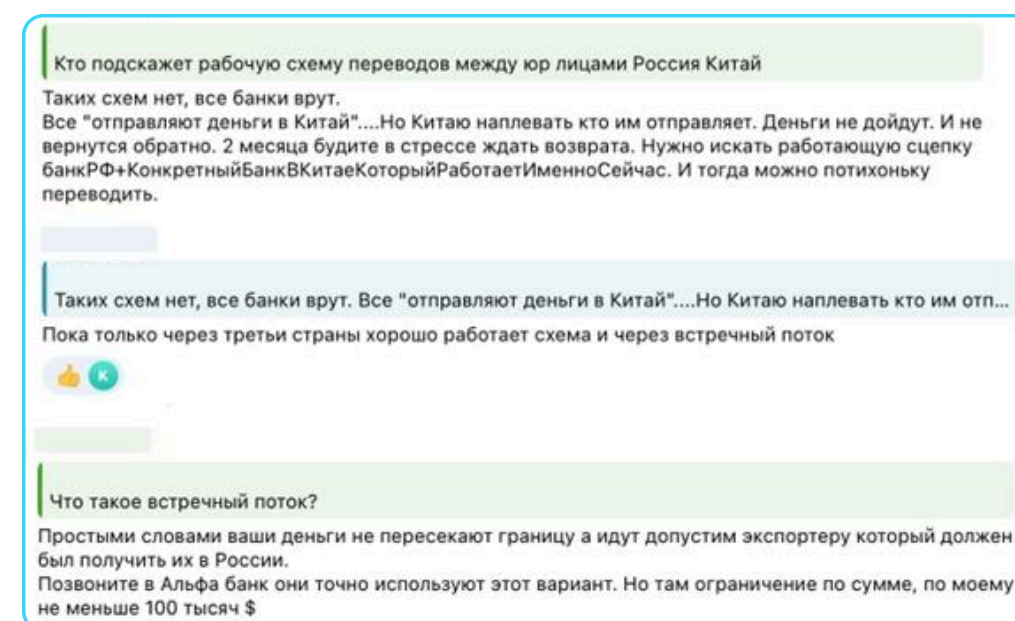 Кто подскажет рабочую схему переводов между юр лицами Россия Китай
Таких схем нет, все банки врут.
Все "отправляют деньги в Китай"....Но Китаю наплевать кто им отправляет. Деньги не дойдут. И не
вернутся обратно. 2 месяца будите в стрессе ждать возврата. Нужно искать работающую сцепку
банкРФ+КонкретныйБанкВКитаеКоторыйРаботаетИменноСейчас. И тогда можно потихоньку
переводить.
Таких схем нет, все банки врут. Все "отправляют деньги в Китай"....Но Китаю наплевать кто им отп...
Пока только через третьи страны хорошо работает схема и через встречный поток
K
Что такое встречный поток?
Простыми словами ваши деньги не пересекают границу а идут допустим экспортеру который должен
был получить их в России.
Позвоните в Альфа банк они точно используют этот вариант. Но там ограничение по сумме, по моему
не меньше 100 тысяч $